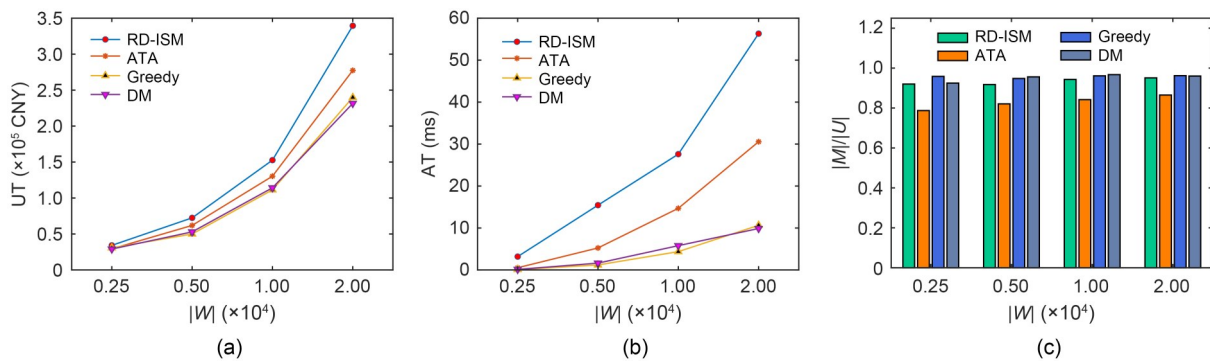 3.5
3.0
2.5
2.0
1.5
1.0
0.5
0
UT (×10⁵ CNY)
RD-ISM
ATA
Greedy
DM
0.25 0.50 1.00 2.00
|W| (×10⁴)
(a)
60
50
40
30
20
10
0
AT (ms)
RD-ISM
ATA
Greedy
DM
0.25 0.50 1.00 2.00
|W| (×10⁴)
(b)
1.2
1.0
0.8
0.6
0.4
0.2
0
|M|/|U|
RD-ISM Greedy
ATA DM
0.25 0.50 1.00 2.00
|W| (×10⁴)
(c)